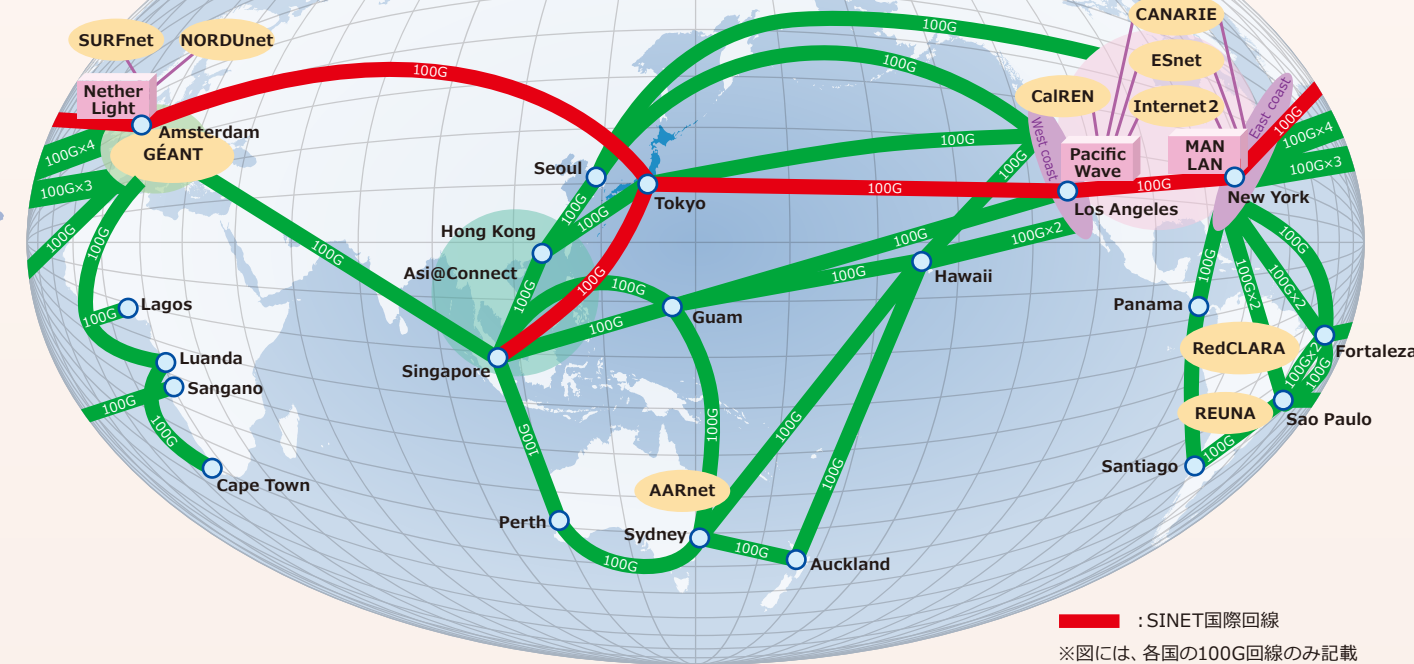 CANARIE
SURFnet
NORDUnet
100G
ESnet
100G
100G
CalREN
Internet2
Nether
Light
East coast
100G
West coast
Amsterdam
100G×4
GÉANT
100G
Pacific
Wave
MAN
LAN
100G×4
100G×3
Seoul
100G
100G×3
100G
100G
New York
Tokyo
Los Angeles
100G
100G
Hong Kong
100G
100G
100G
100G
100G×2
100G
Asi@Connect
100G
100G
Hawaii
100G
100G×2
100G×2
100G
100G
Lagos
100G
100G
Guam
Panama
Singapore
Luanda
RedCLARA
Fortaleza
100G×2
100G
Sangano
100G
100G
100G
100G
REUNA
Sao Paulo
100G
100G
100G
Santiago
Cape Town
AARnet
Perth
Sydney
100G
100G
Auckland
:SINET国際回線
※図には、各国の100G回線のみ記載